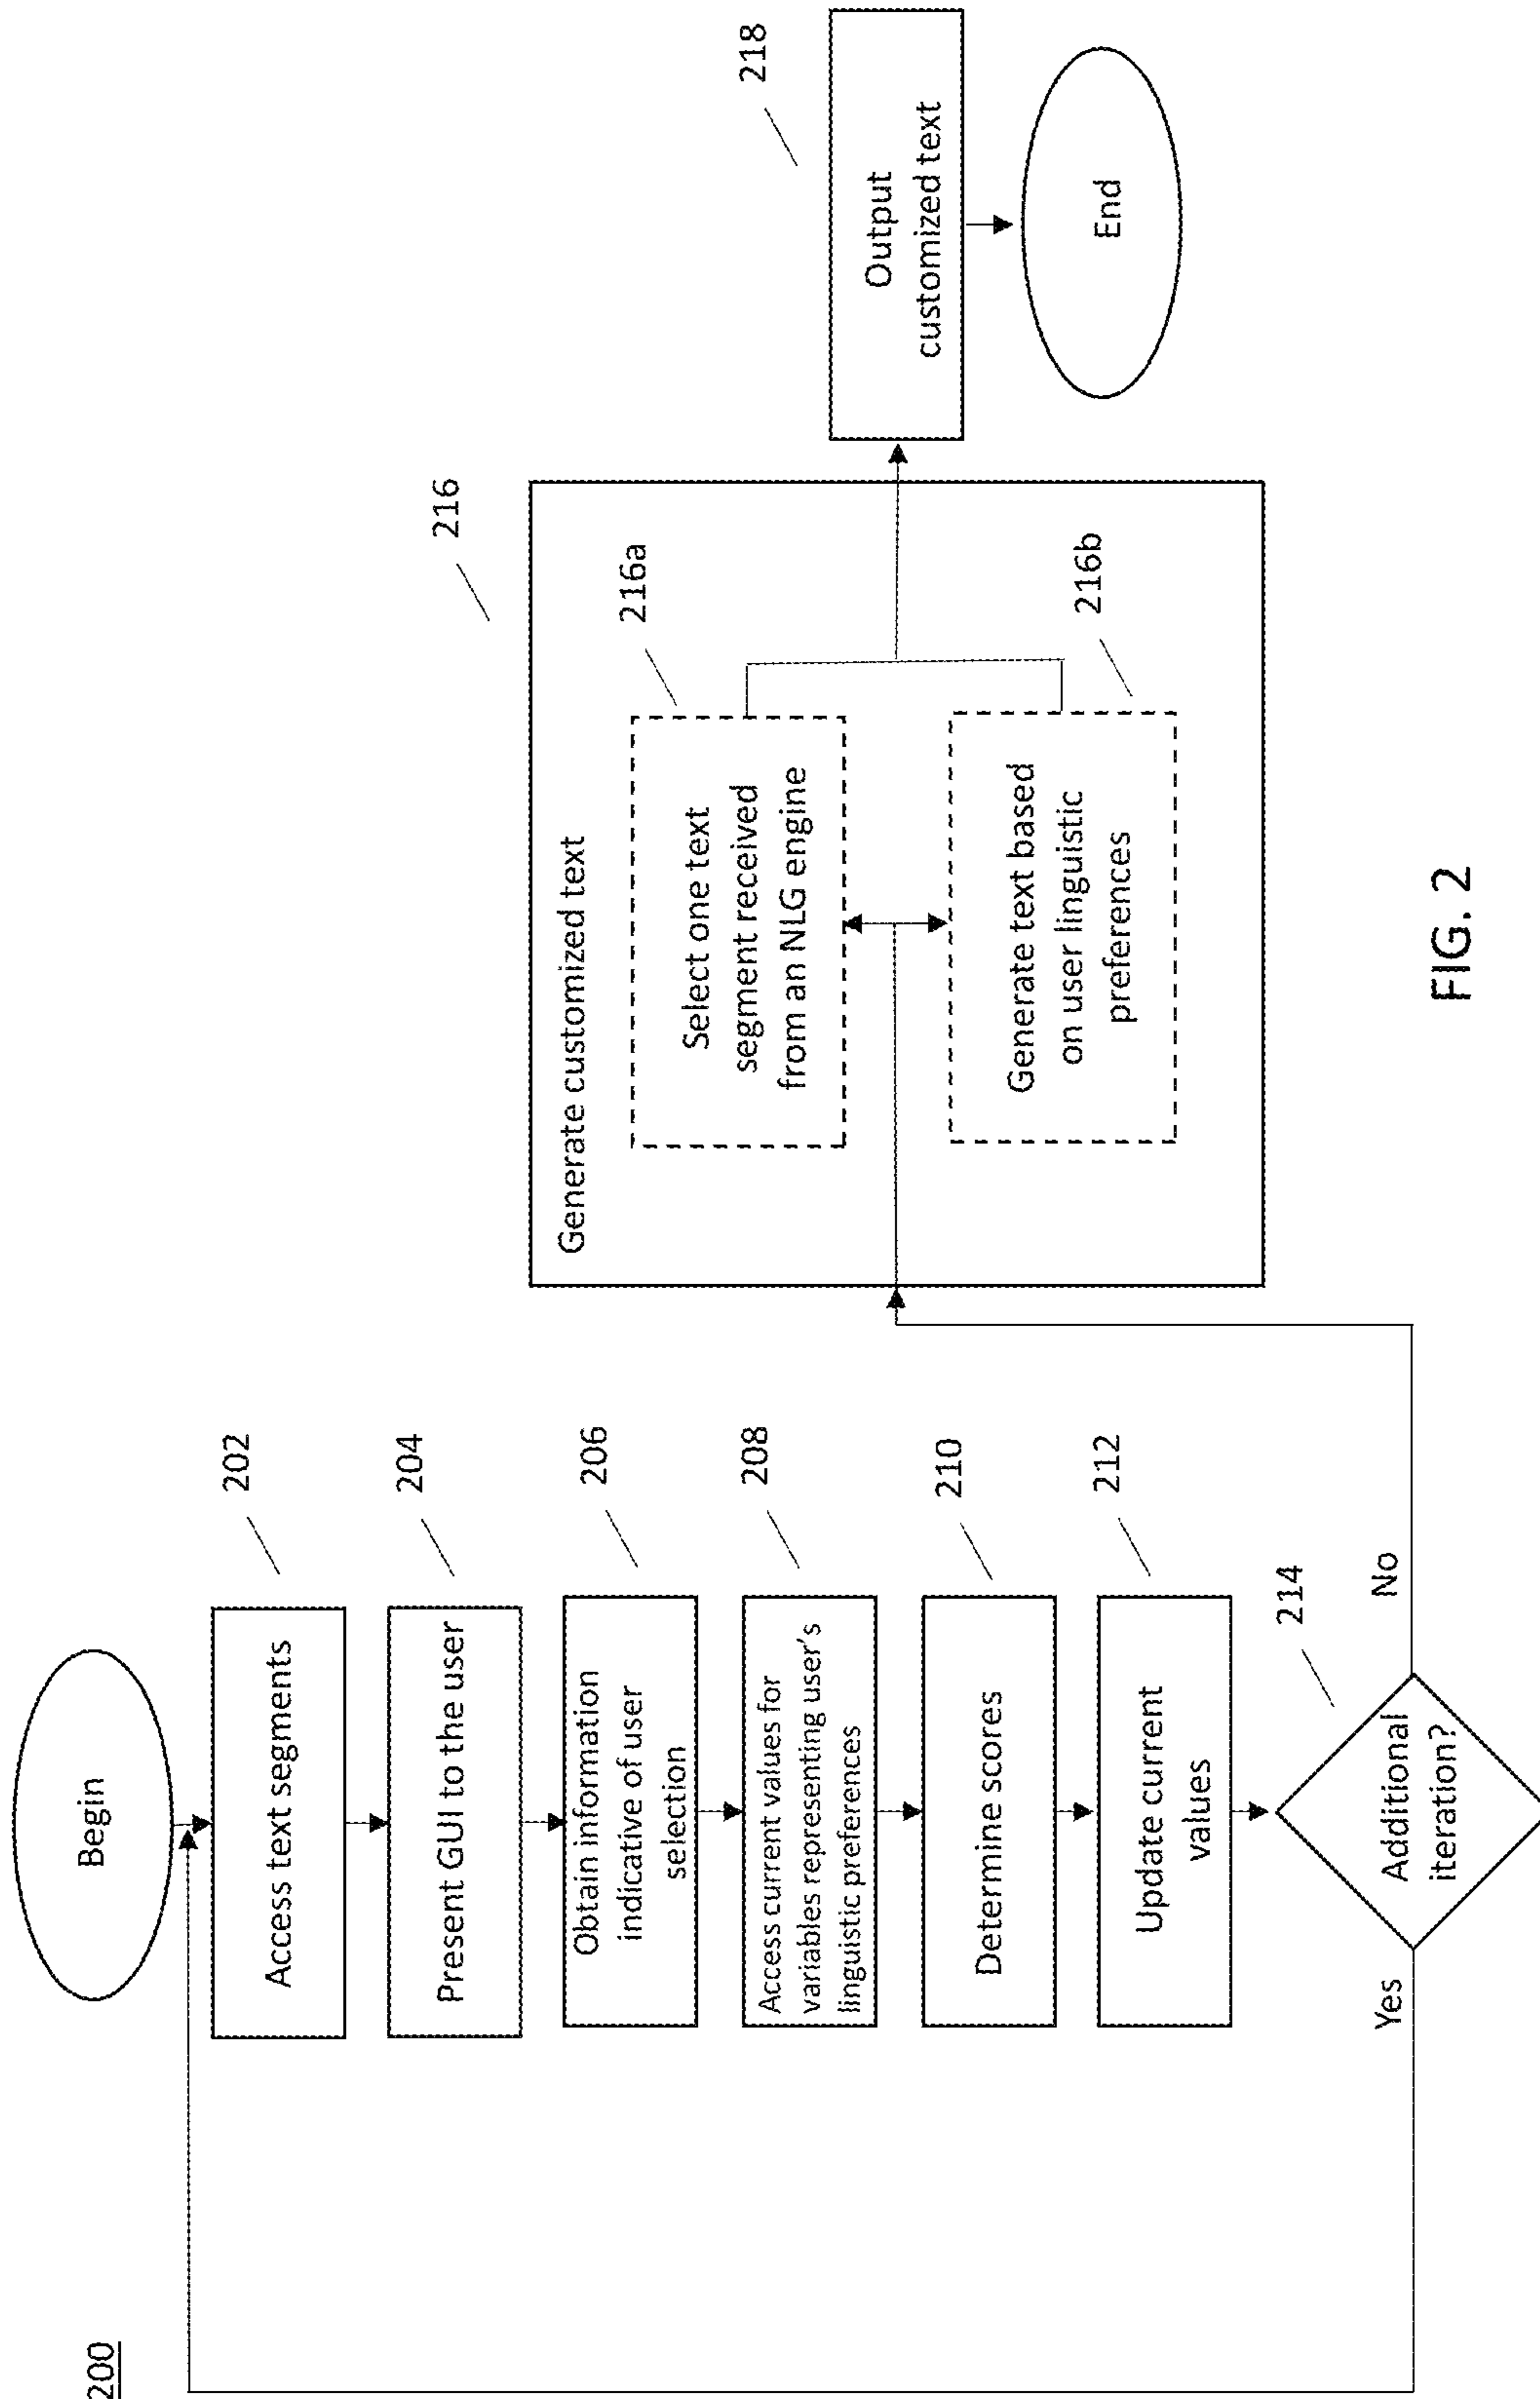 200
Begin
Access text segments
202
Present GUI to the user
204
Obtain information
indicative of user
selection
206
Access current values for
variables representing user's
linguistic preferences
208
Determine scores
210
Update current
values
212
Additional
iteration?
214
Yes
No
216
Generate customized text
216a
Select one text
segment received
from an NLG engine
216b
Generate text based
on user linguistic
preferences
218
Output
customized text
End
FIG. 2